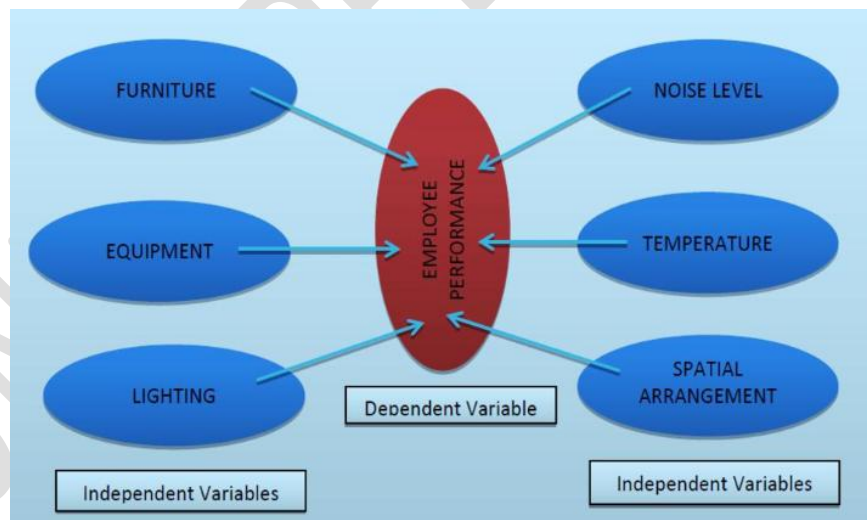 FURNITURE
NOISE LEVEL
EMPLOYEE
PERFORMANCE
EQUIPMENT
TEMPERATURE
LIGHTING
SPATIAL
ARRANGEMENT
Dependent Variable
Independent Variables
Independent Variables